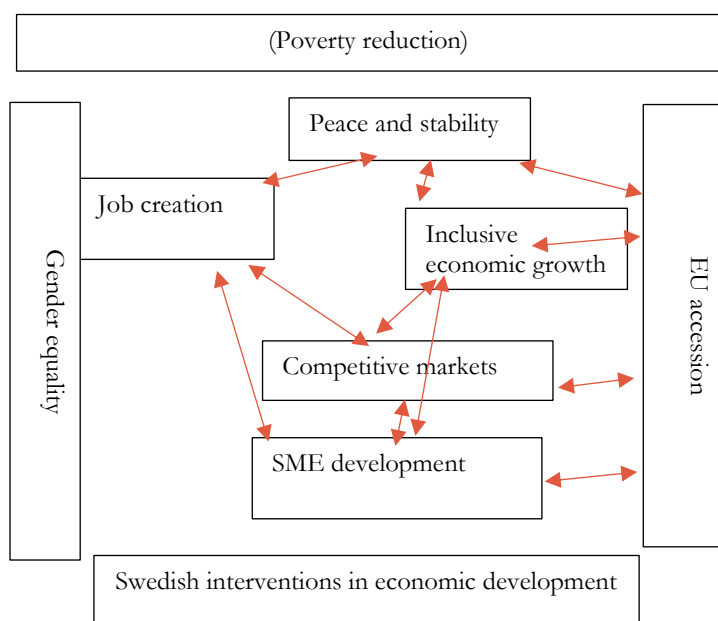 (Poverty reduction)
Peace and stability
Job creation
Inclusive
economic growth
Gender equality
EU accession
Competitive markets
SME development
Swedish interventions in economic development